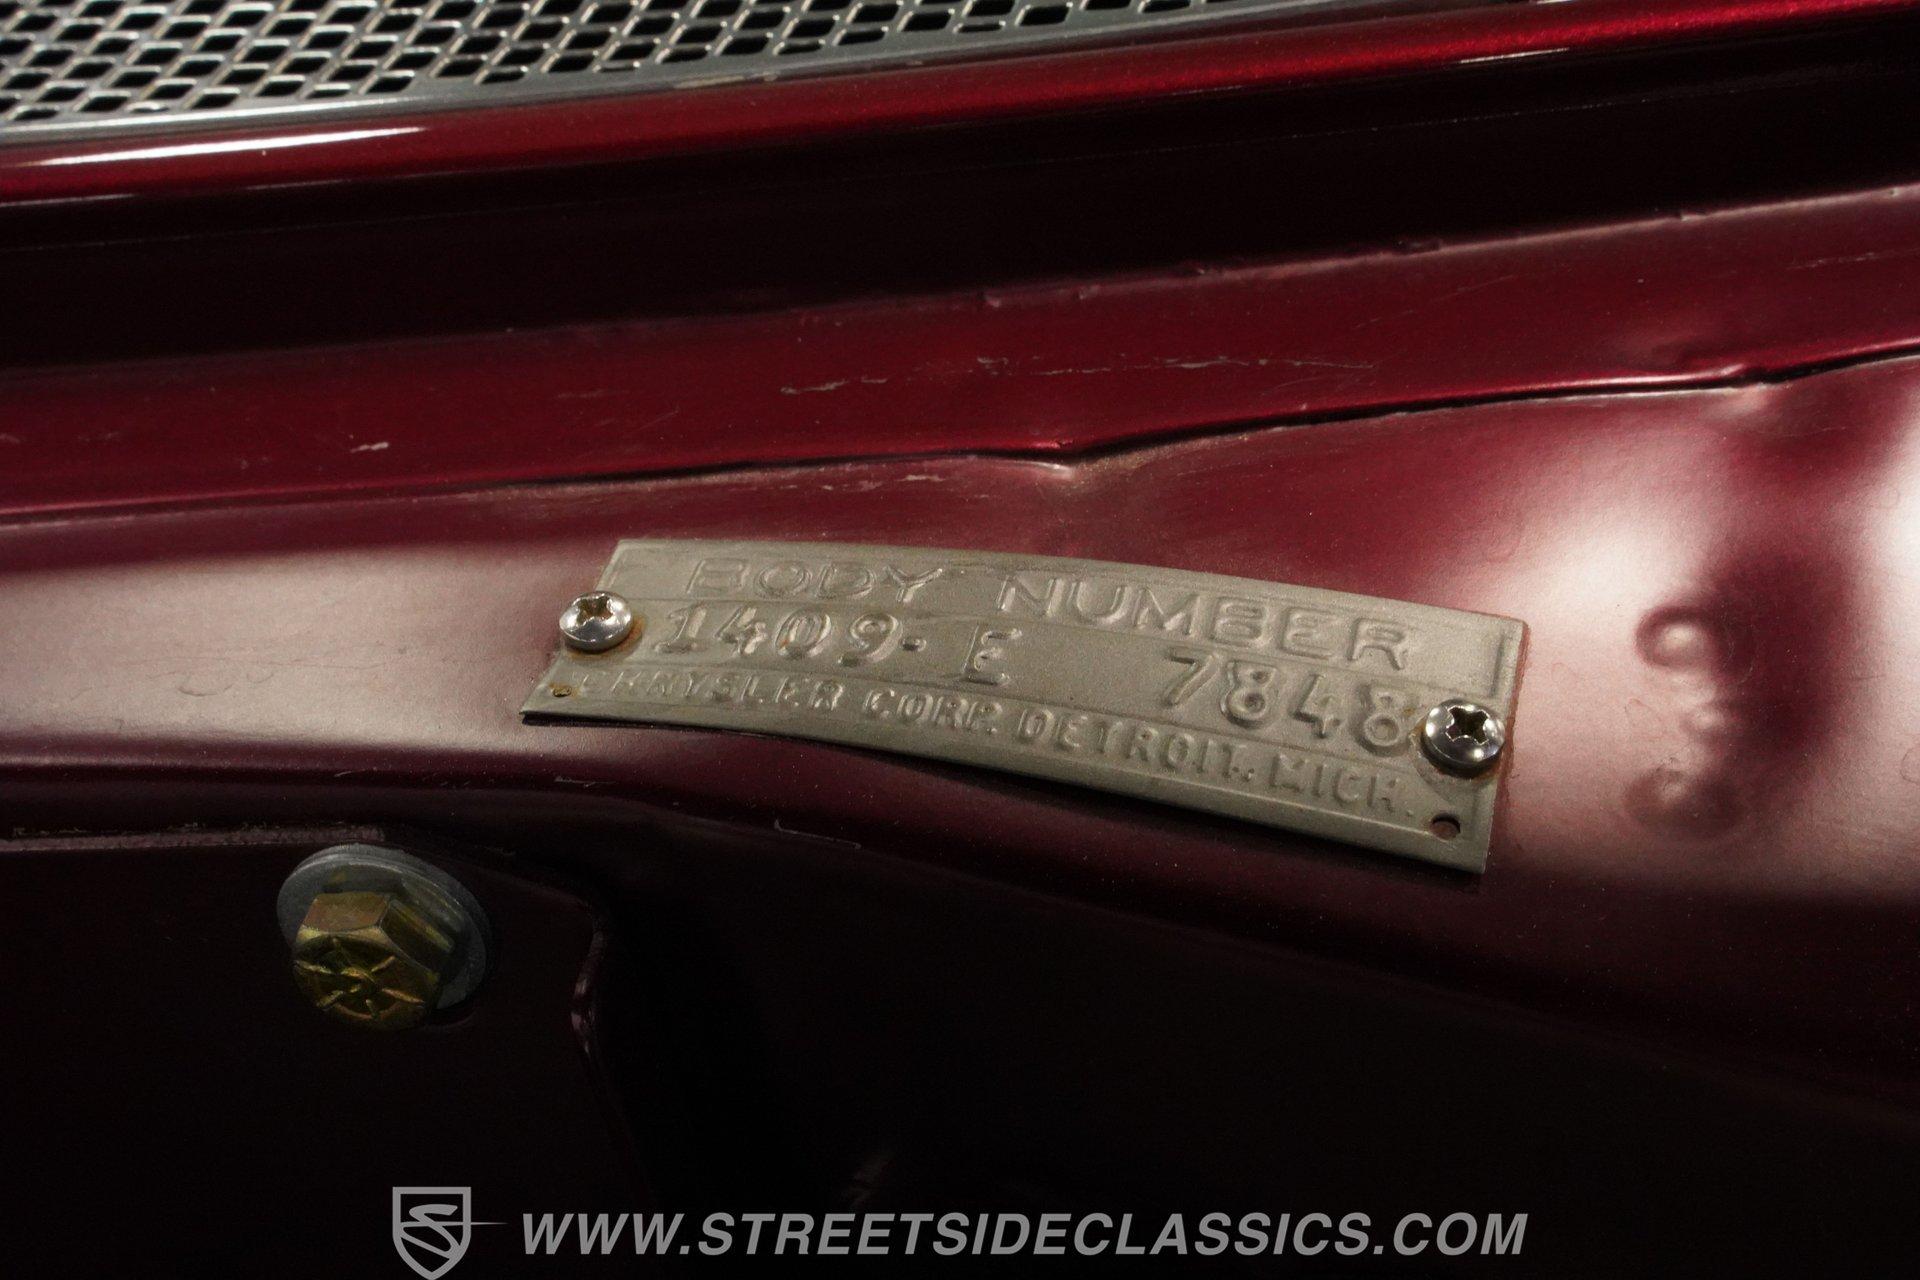 BODY NUMBER
1409-E 7848
CHRYSLER CORP. DETROIT. MICH.
WWW.STREETSIDECLASSICS.COM